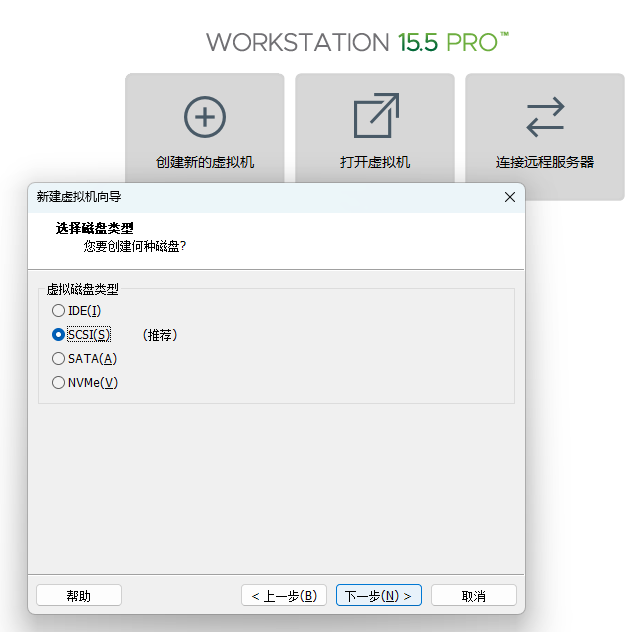 WORKSTATION 15.5 PRO™
创建新的虚拟机
打开虚拟机
连接远程服务器
新建虚拟机向导
选择磁盘类型
您要创建何种磁盘?
虚拟磁盘类型
IDE(I)
SCSI(S) （推荐）
SATA(A)
NVMe(V)
帮助
< 上一步(B)
下一步(N) >
取消